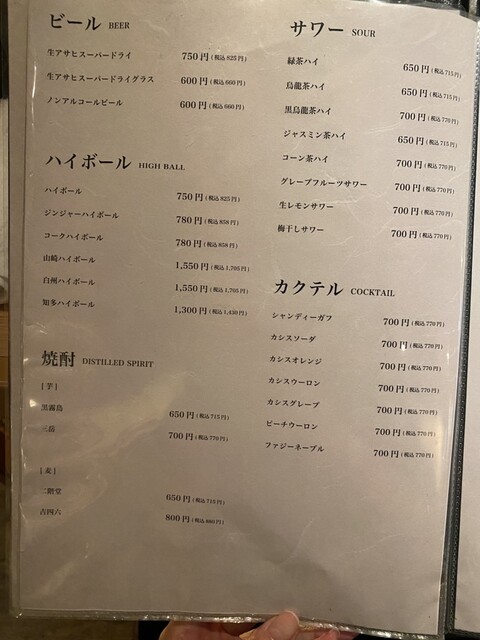 ビール BEER
生アサヒスーパードライ 750円(税込825円)
生アサヒスーパードライグラス 600円(税込660円)
ノンアルコールビール 600円(税込660円)
ハイボール HIGH BALL
ハイボール 750円(税込825円)
ジンジャーハイボール 780円(税込858円)
コークハイボール 780円(税込858円)
山崎ハイボール 1,550円(税込1,705円)
白州ハイボール 1,550円(税込1,705円)
知多ハイボール 1,300円(税込1,430円)
焼酎 DISTILLED SPIRIT
[芋]
黒霧島 650円(税込715円)
三岳 700円(税込770円)
[麦]
二階堂 650円(税込715円)
吉四六 800円(税込880円)
サワー SOUR
緑茶ハイ 650円(税込715円)
烏龍茶ハイ 650円(税込715円)
黒烏龍茶ハイ 700円(税込770円)
ジャスミン茶ハイ 650円(税込715円)
コーン茶ハイ 700円(税込770円)
グレープフルーツサワー 700円(税込770円)
生レモンサワー 700円(税込770円)
梅干しサワー 700円(税込770円)
カクテル COCKTAIL
シャンディーガフ 700円(税込770円)
カシスソーダ 700円(税込770円)
カシスオレンジ 700円(税込770円)
カシスウーロン 700円(税込770円)
カシスグレープ 700円(税込770円)
ピーチウーロン 700円(税込770円)
ファジーネーブル 700円(税込770円)